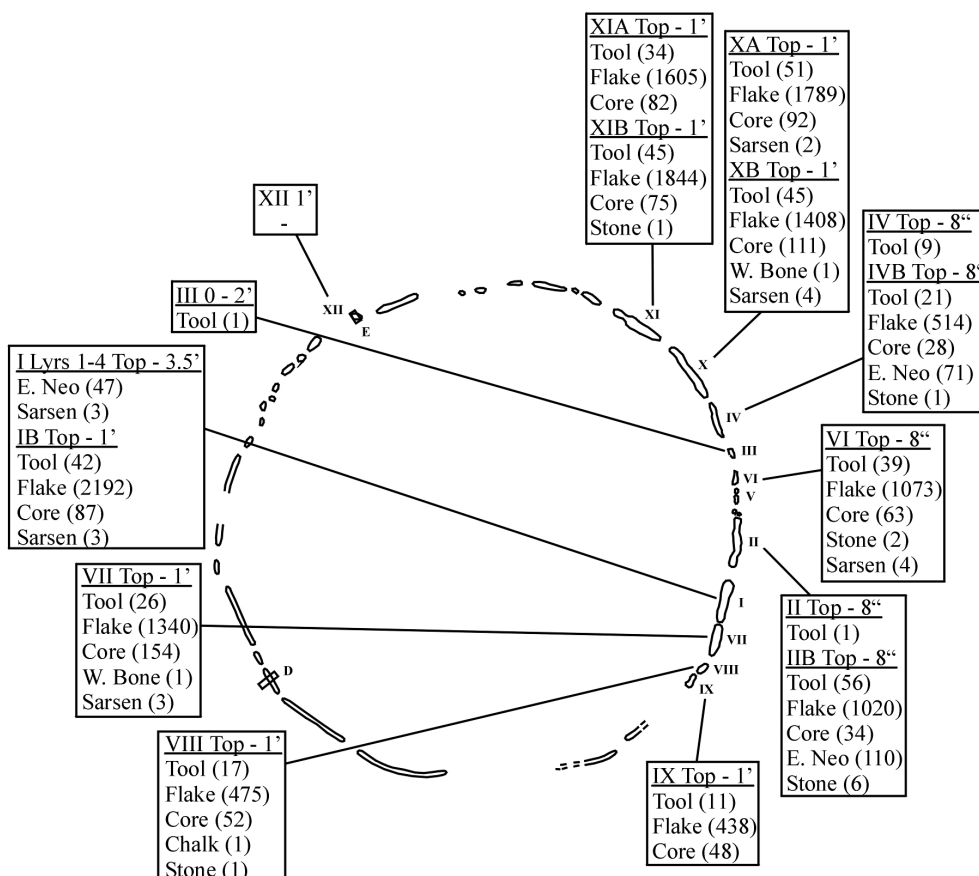 XIA Top - 1’
Tool (34)
Flake (1605)
Core (82)
XIB Top - 1’
Tool (45)
Flake (1844)
Core (75)
Stone (1)
XA Top - 1’
Tool (51)
Flake (1789)
Core (92)
Sarsen (2)
XB Top - 1’
Tool (45)
Flake (1408)
Core (111)
W. Bone (1)
Sarsen (4)
XII 1’
-
IV Top - 8“
Tool (9)
IVB Top - 8“
Tool (21)
Flake (514)
Core (28)
E. Neo (71)
Stone (1)
III 0 - 2’
Tool (1)
I Lyrs 1-4 Top - 3.5’
E. Neo (47)
Sarsen (3)
IB Top - 1’
Tool (42)
Flake (2192)
Core (87)
Sarsen (3)
VI Top - 8“
Tool (39)
Flake (1073)
Core (63)
Stone (2)
Sarsen (4)
VII Top - 1’
Tool (26)
Flake (1340)
Core (154)
W. Bone (1)
Sarsen (3)
II Top - 8“
Tool (1)
IIB Top - 8“
Tool (56)
Flake (1020)
Core (34)
E. Neo (110)
Stone (6)
VIII Top - 1’
Tool (17)
Flake (475)
Core (52)
Chalk (1)
Stone (1)
IX Top - 1’
Tool (11)
Flake (438)
Core (48)
XII
E
XI
X
IV
III
VI
V
II
I
VII
VIII
IX
D